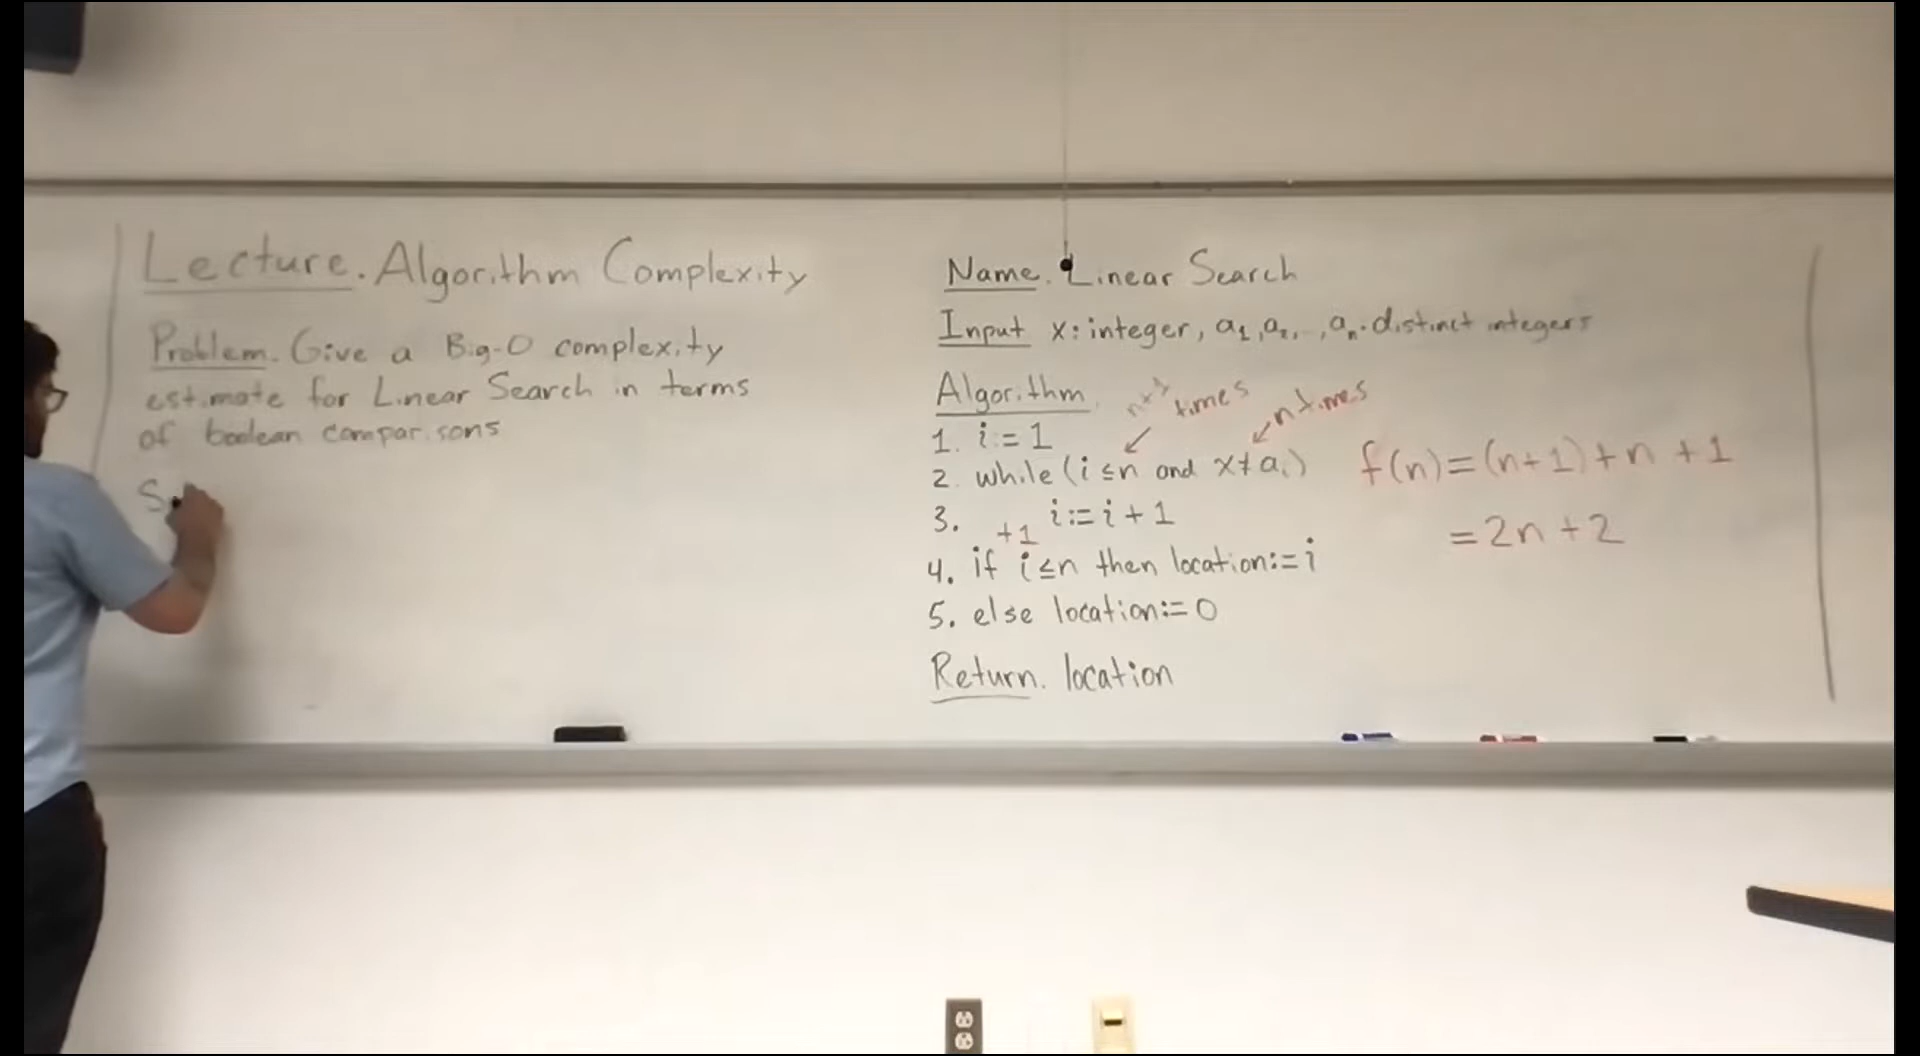 Lecture. Algorithm Complexity
Problem. Give a Big-O complexity
estimate for Linear Search in terms
of boolean comparisons
S
Name. Linear Search
Input x: integer, a₁, a₂, .., aₙ: distinct integers
Algorithm.
n+1 times
n times
1. i := 1
2. while (i ≤ n and x ≠ aᵢ)
3. i := i + 1
+1
4. if i ≤ n then location := i
5. else location := 0
Return. location
f(n) = (n+1) + n + 1
= 2n + 2